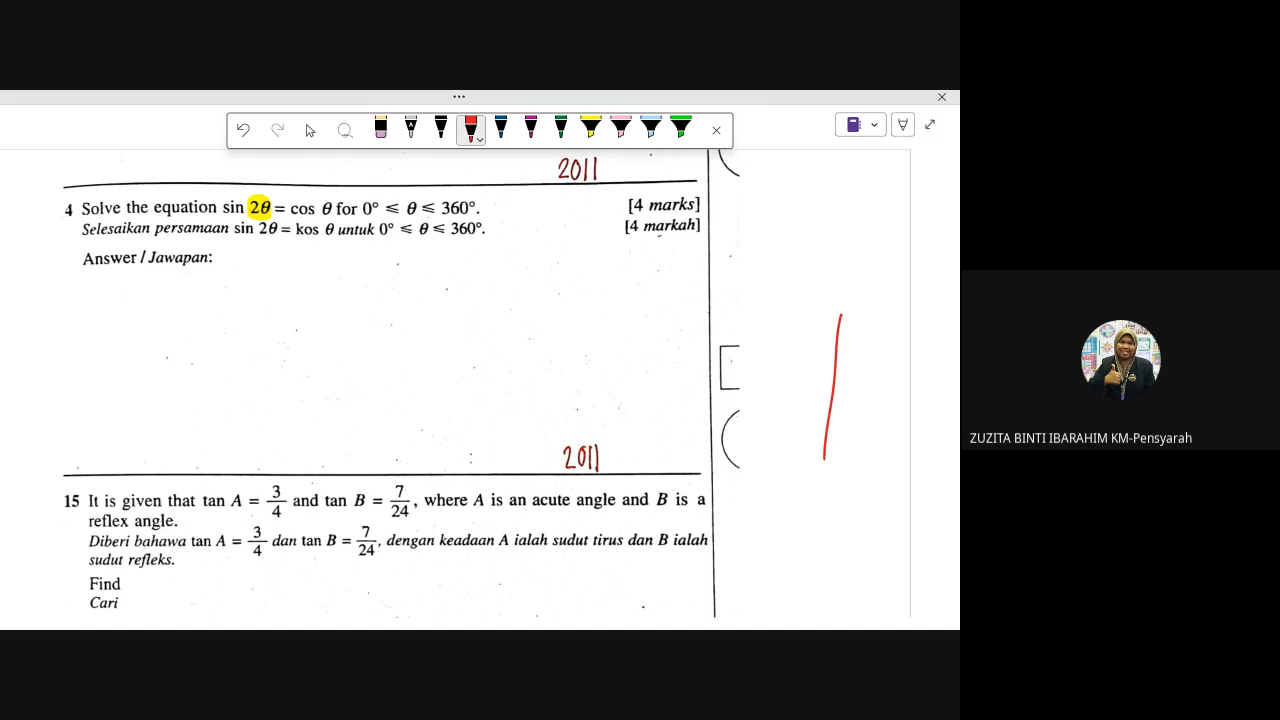 2011
4 Solve the equation sin 2θ = cos θ for 0° ⩽ θ ⩽ 360°. [4 marks]
Selesaikan persamaan sin 2θ = kos θ untuk 0° ⩽ θ ⩽ 360°. [4 markah]
Answer / Jawapan:
2011
15 It is given that tan A = 3/4 and tan B = 7/24, where A is an acute angle and B is a
reflex angle.
Diberi bahawa tan A = 3/4 dan tan B = 7/24, dengan keadaan A ialah sudut tirus dan B ialah
sudut refleks.
Find
Cari
ZUZITA BINTI IBARAHIM KM-Pensyarah